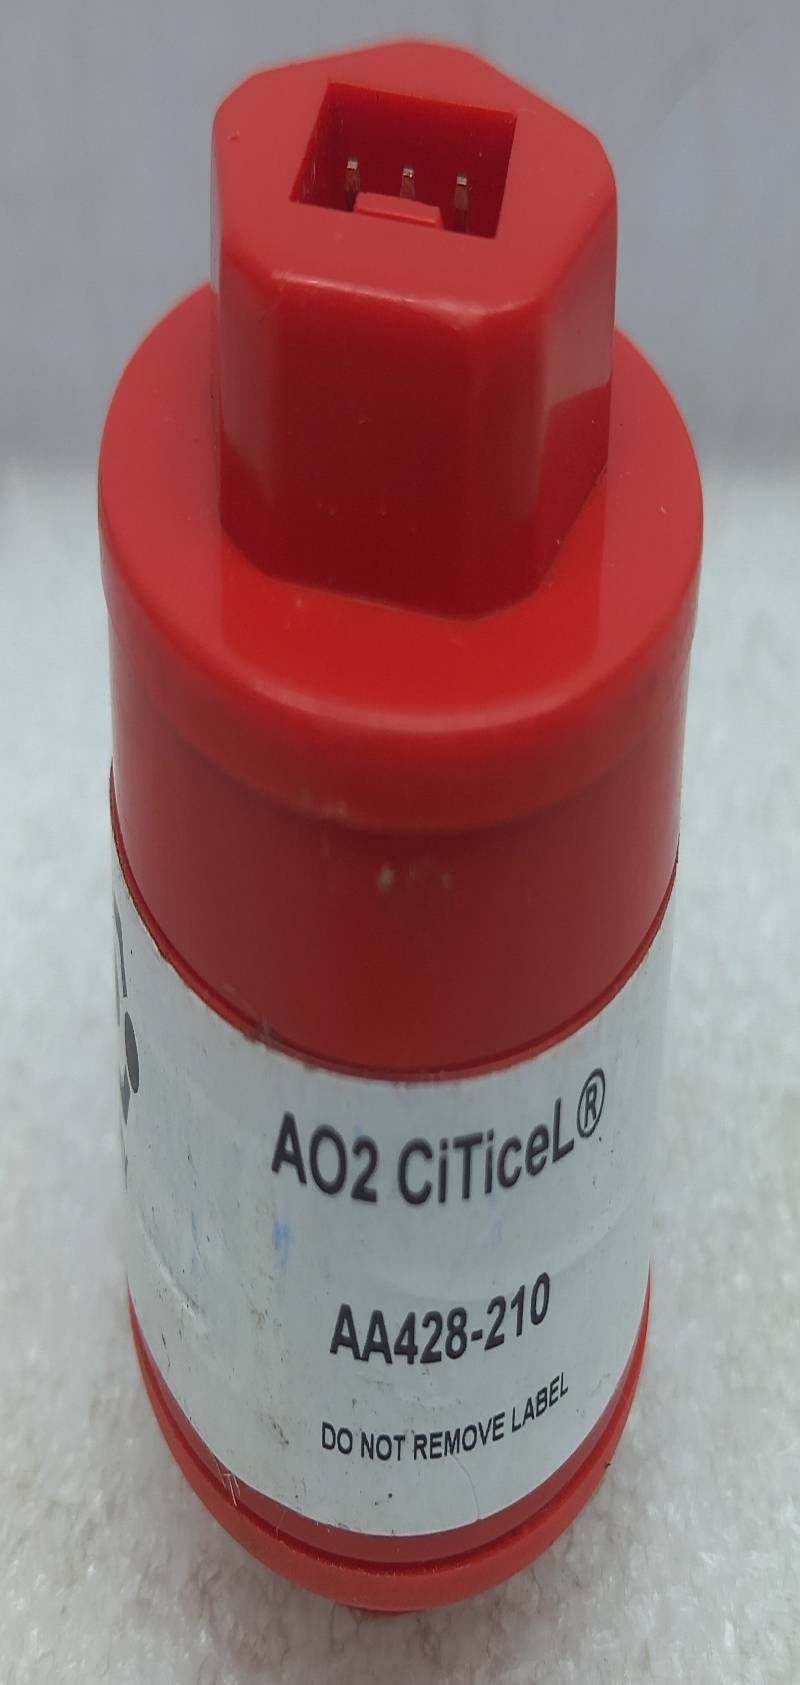 AO2 CiTiceL®
AA428-210
DO NOT REMOVE LABEL